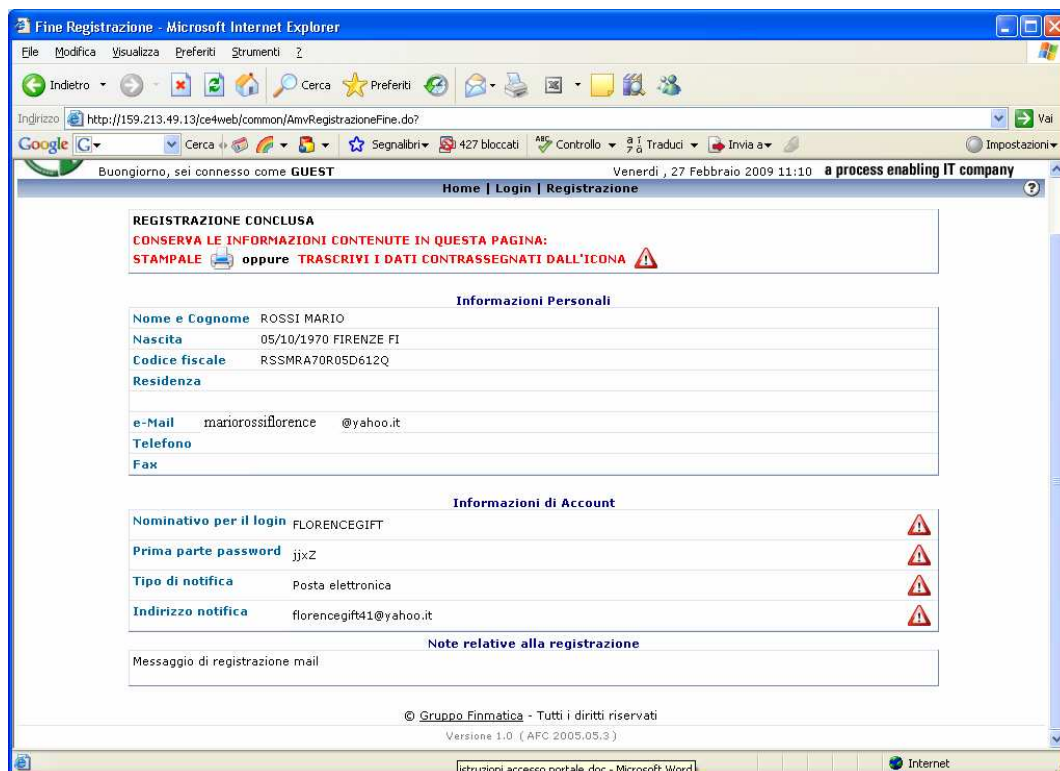 Fine Registrazione - Microsoft Internet Explorer
File Modifica Visualizza Preferiti Strumenti ?
Indietro Cerca Preferiti
Indirizzo http://159.213.49.13/ce4web/common/AmvRegistrazioneFine.do? Vai
Google G Cerca Segnalibri 427 bloccati ABC Controllo Traduci Invia a Impostazioni
Buongiorno, sei connesso come GUEST Venerdi , 27 Febbraio 2009 11:10 a process enabling IT company
Home | Login | Registrazione ?
REGISTRAZIONE CONCLUSA
CONSERVA LE INFORMAZIONI CONTENUTE IN QUESTA PAGINA:
STAMPALE oppure TRASCRIVI I DATI CONTRASSEGNATI DALL'ICONA
Informazioni Personali
Nome e Cognome ROSSI MARIO
Nascita 05/10/1970 FIRENZE FI
Codice fiscale RSSMRA70R05D612Q
Residenza
e-Mail mariorossiflorence @yahoo.it
Telefono
Fax
Informazioni di Account
Nominativo per il login FLORENCEGIFT
Prima parte password jjxZ
Tipo di notifica Posta elettronica
Indirizzo notifica florencegift41@yahoo.it
Note relative alla registrazione
Messaggio di registrazione mail
© Gruppo Finmatica - Tutti i diritti riservati
Versione 1.0 ( AFC 2005.05.3 )
istruzioni accesso portale.doc - Microsoft Word
Internet